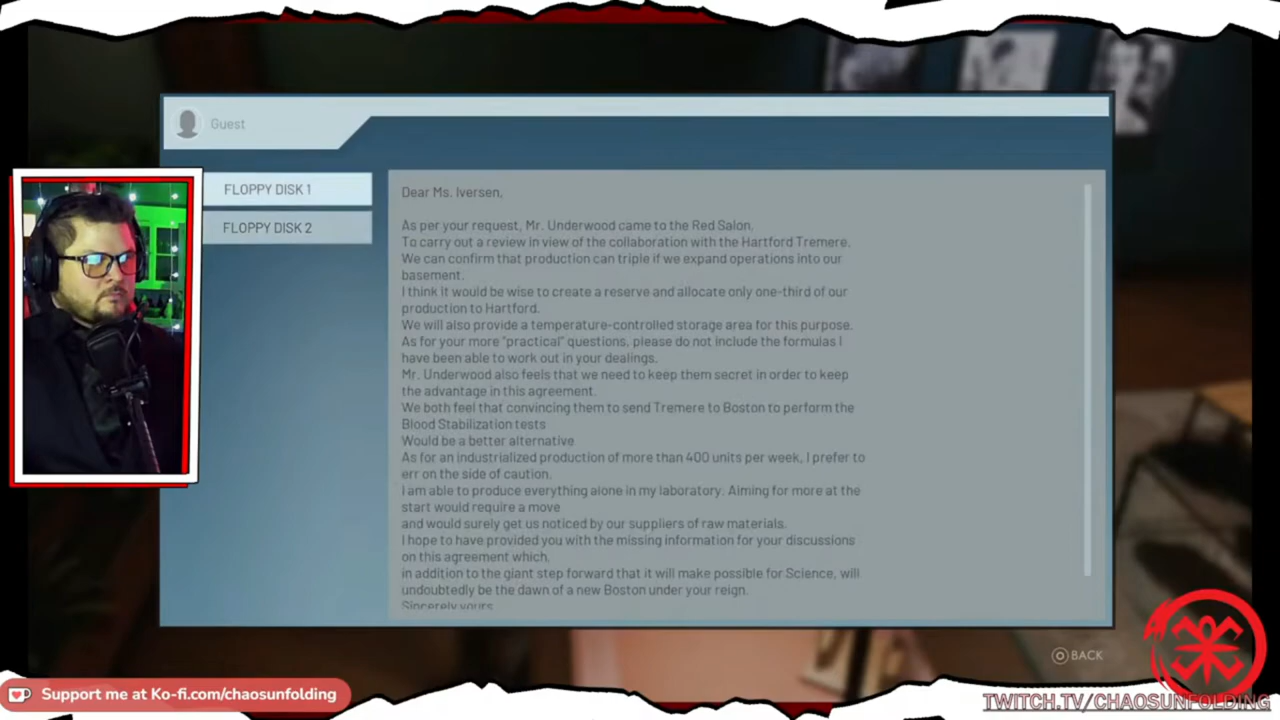 Guest
FLOPPY DISK 1
FLOPPY DISK 2
Dear Ms. Iversen,
As per your request, Mr. Underwood came to the Red Salon.
To carry out a review in view of the collaboration with the Hartford Tremere.
We can confirm that production can triple if we expand operations into our
basement.
I think it would be wise to create a reserve and allocate only one-third of our
production to Hartford.
We will also provide a temperature-controlled storage area for this purpose.
As for your more "practical" questions, please do not include the formulas I
have been able to work out in your dealings.
Mr. Underwood also feels that we need to keep them secret in order to keep
the advantage in this agreement.
We both feel that convincing them to send Tremere to Boston to perform the
Blood Stabilization tests
Would be a better alternative
As for an industrialized production of more than 400 units per week, I prefer to
err on the side of caution.
I am able to produce everything alone in my laboratory. Aiming for more at the
start would require a move
and would surely get us noticed by our suppliers of raw materials.
I hope to have provided you with the missing information for your discussions
on this agreement which,
in addition to the giant step forward that it will make possible for Science, will
undoubtedly be the dawn of a new Boston under your reign.
Sincerely yours
BACK
Support me at Ko-fi.com/chaosunfolding
TWITCH.TV/CHAOSUNFOLDING